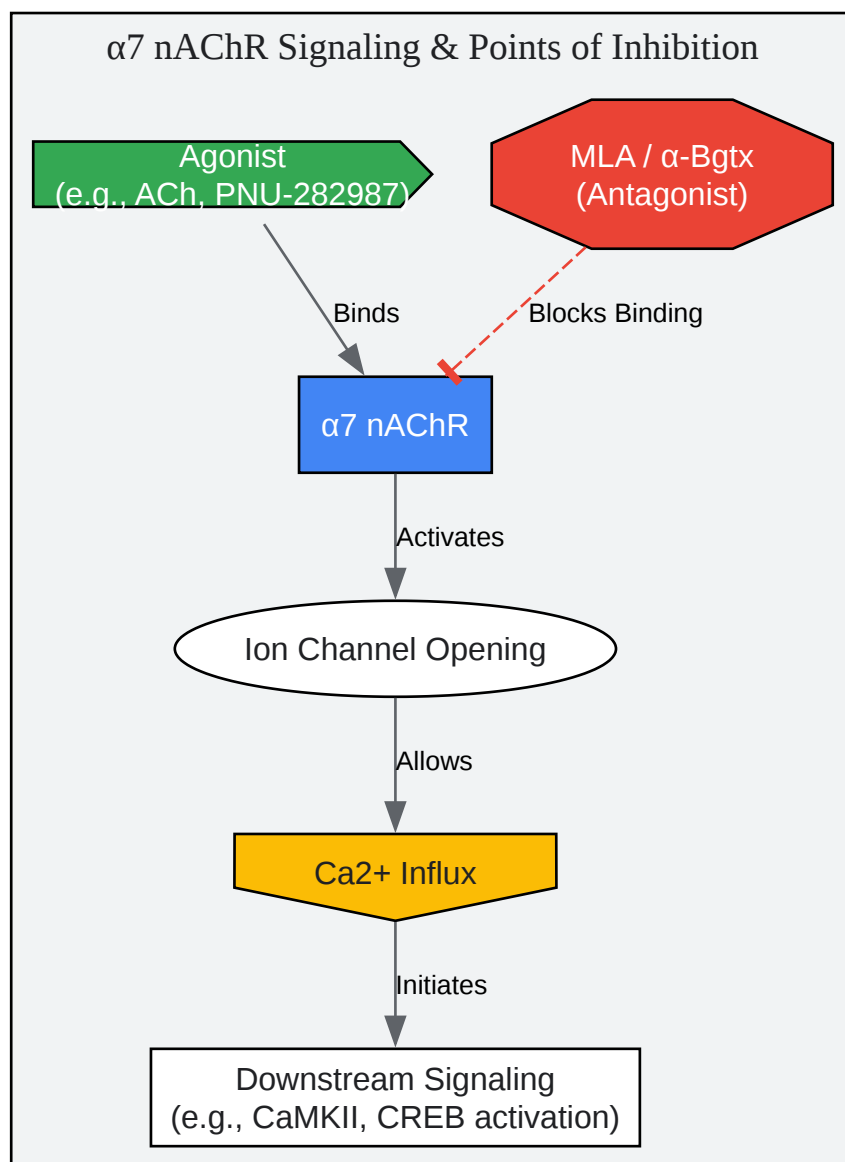 α7 nAChR Signaling & Points of Inhibition
Agonist
(e.g., ACh, PNU-282987)
MLA / α-Bgtx
(Antagonist)
Binds
Blocks Binding
α7 nAChR
Activates
Ion Channel Opening
Allows
Ca2+ Influx
Initiates
Downstream Signaling
(e.g., CaMKII, CREB activation)